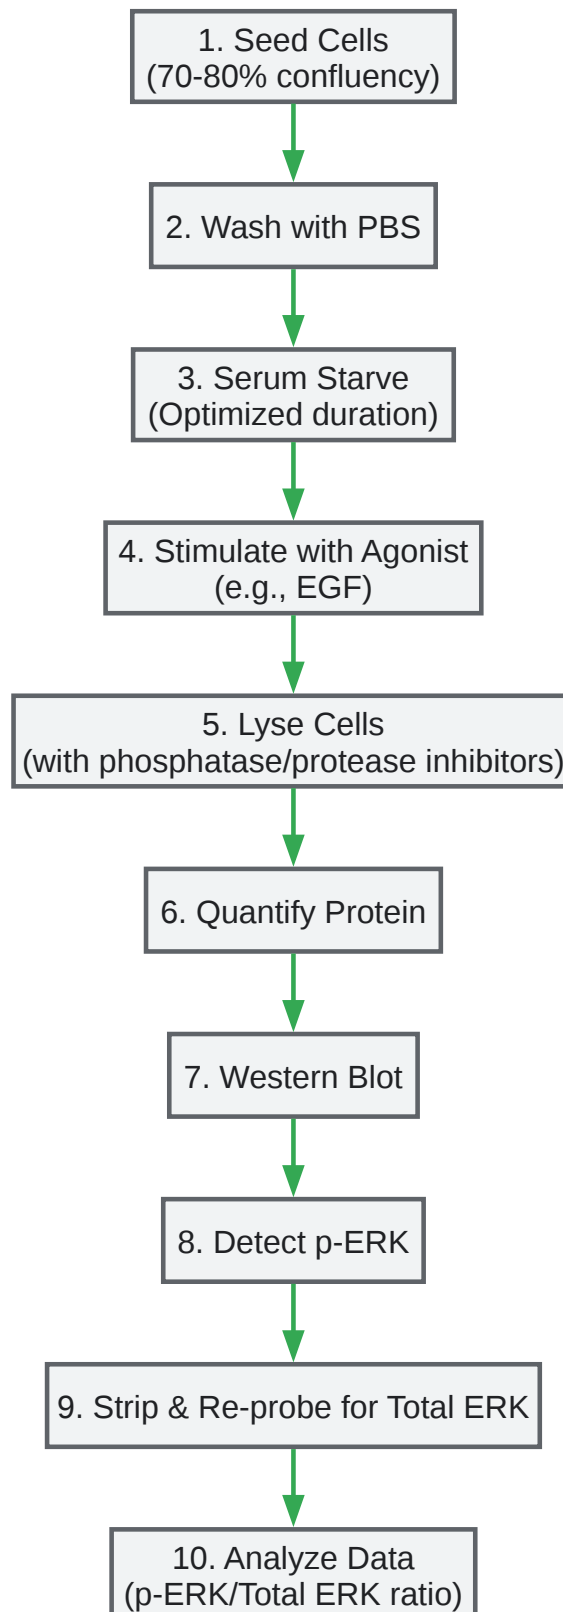 1. Seed Cells
(70-80% confluency)
2. Wash with PBS
3. Serum Starve
(Optimized duration)
4. Stimulate with Agonist
(e.g., EGF)
5. Lyse Cells
(with phosphatase/protease inhibitors)
6. Quantify Protein
7. Western Blot
8. Detect p-ERK
9. Strip & Re-probe for Total ERK
10. Analyze Data
(p-ERK/Total ERK ratio)